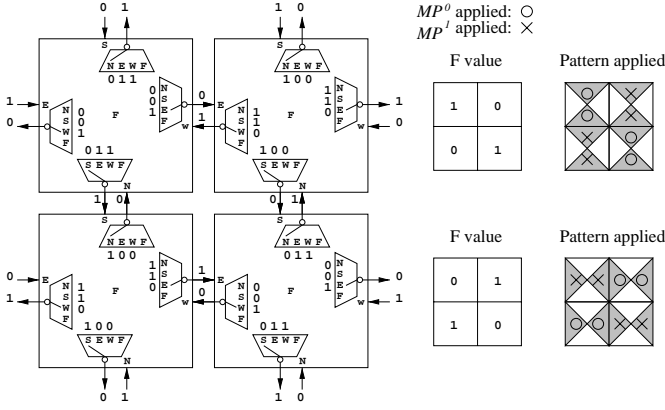 0 1 0 1
MP⁰ applied: ○
MP¹ applied: ×
F value Pattern applied
S S
N E W F N E W F
0 1 1 1 0 0
1 E 0 N 0 0 N 1 1
0 N S W F 0 0 1 F 0 0 1 N S E F 1 W N S W F 1 1 0 F 1 1 0 N S E F W 0
1 0
0 1
0 1 1 1 0 0
S E W F S E W F
N N
1 0 0 1
S S
N E W F N E W F
1 0 0 0 1 1
F value Pattern applied
0 E 1 0
1 N S W F 1 1 0 F 1 1 0 N S E F 0 W N S W F 0 0 1 F 0 0 1 N S E F W 1
0 1
1 0
1 0 0 0 1 1
S E W F S E W F
N N
0 1 0 1